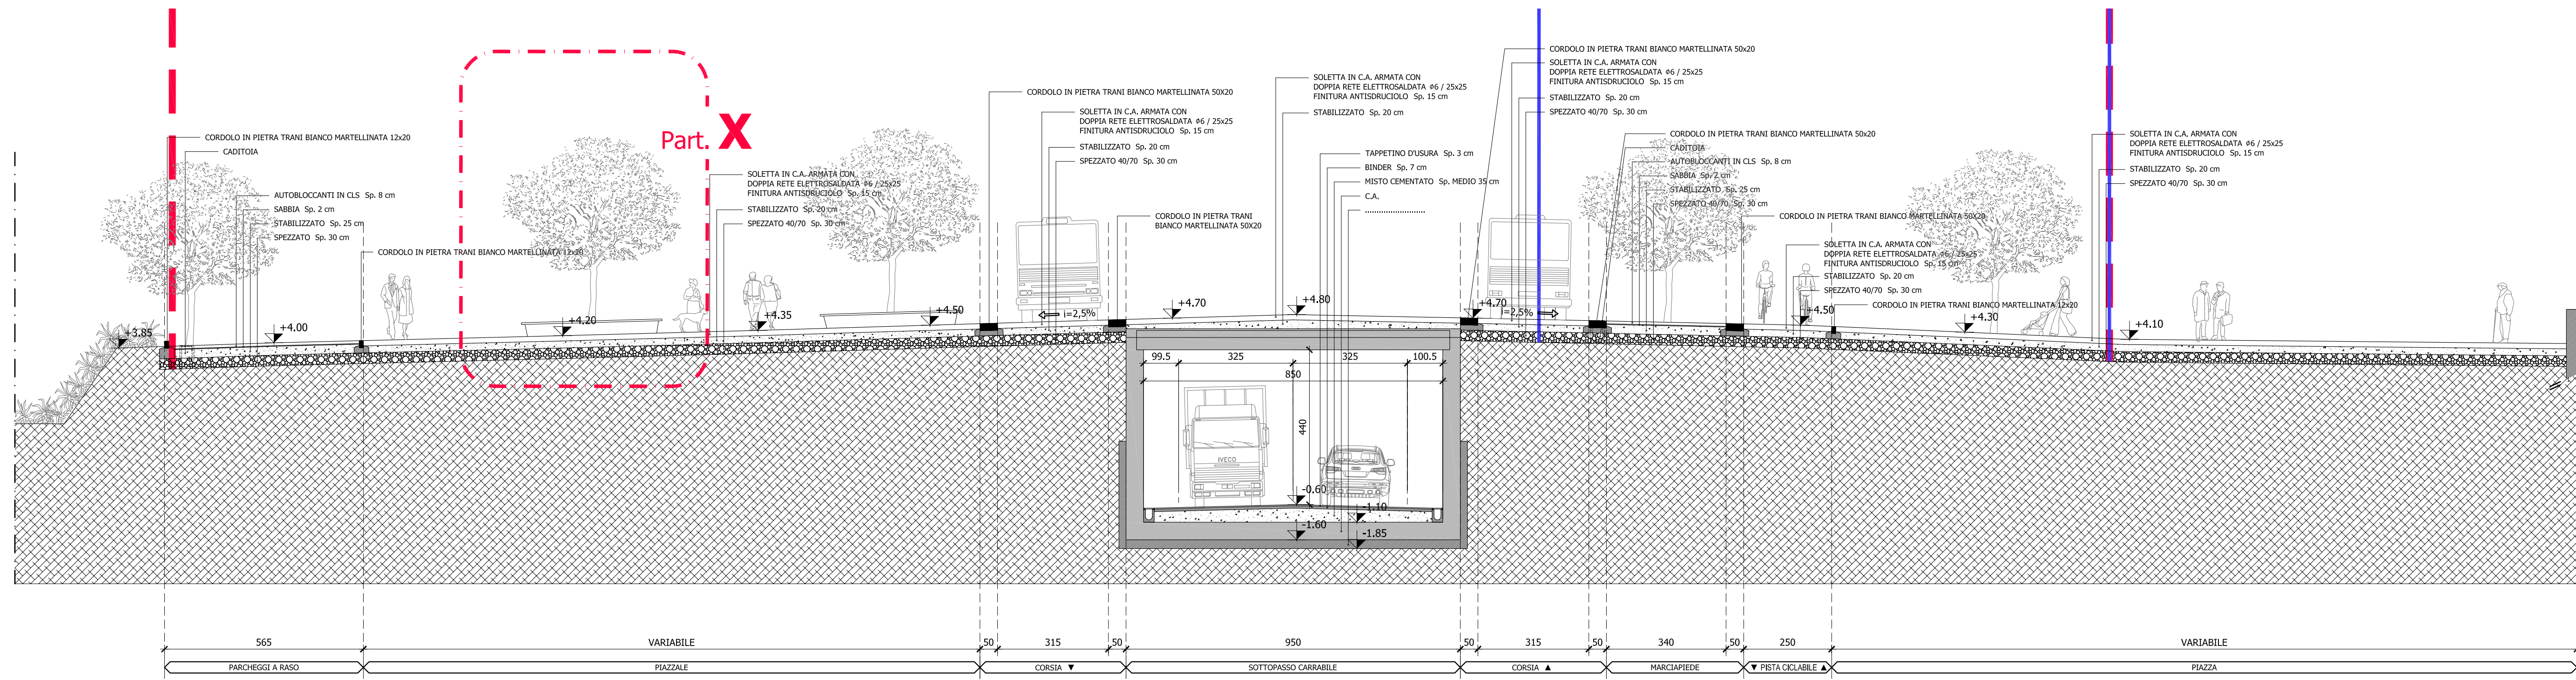 Part. X
CORDOLO IN PIETRA TRANI BIANCO MARTELLINATA 12x20
CADITOIA
AUTOBLOCCANTI IN CLS Sp. 8 cm
SABBIA Sp. 2 cm
STABILIZZATO Sp. 25 cm
SPEZZATO Sp. 30 cm
CORDOLO IN PIETRA TRANI BIANCO MARTELLINATA 12x20
SOLETTA IN C.A. ARMATA CON
DOPPIA RETE ELETTROSALDATA ø6 / 25x25
FINITURA ANTISDRUCIOLO Sp. 15 cm
STABILIZZATO Sp. 20 cm
SPEZZATO 40/70 Sp. 30 cm
CORDOLO IN PIETRA TRANI BIANCO MARTELLINATA 50X20
SOLETTA IN C.A. ARMATA CON
DOPPIA RETE ELETTROSALDATA ø6 / 25x25
FINITURA ANTISDRUCIOLO Sp. 15 cm
STABILIZZATO Sp. 20 cm
SPEZZATO 40/70 Sp. 30 cm
CORDOLO IN PIETRA TRANI
BIANCO MARTELLINATA 50X20
SOLETTA IN C.A. ARMATA CON
DOPPIA RETE ELETTROSALDATA ø6 / 25x25
FINITURA ANTISDRUCIOLO Sp. 15 cm
STABILIZZATO Sp, 20 cm
TAPPETINO D'USURA Sp. 3 cm
BINDER Sp, 7 cm
MISTO CEMENTATO Sp. MEDIO 35 cm
C.A.
..........................
CORDOLO IN PIETRA TRANI BIANCO MARTELLINATA 50x20
SOLETTA IN C.A. ARMATA CON
DOPPIA RETE ELETTROSALDATA ø6 / 25x25
FINITURA ANTISDRUCIOLO Sp. 15 cm
STABILIZZATO Sp. 20 cm
SPEZZATO 40/70 Sp. 30 cm
CORDOLO IN PIETRA TRANI BIANCO MARTELLINATA 50x20
CADITOIA
AUTOBLOCCANTI IN CLS Sp. 8 cm
SABBIA Sp. 2 cm
STABILIZZATO Sp. 25 cm
SPEZZATO 40/70 Sp. 30 cm
CORDOLO IN PIETRA TRANI BIANCO MARTELLINATA 50X20
SOLETTA IN C.A. ARMATA CON
DOPPIA RETE ELETTROSALDATA ø6 / 25x25
FINITURA ANTISDRUCIOLO Sp. 15 cm
STABILIZZATO Sp. 20 cm
SPEZZATO 40/70 Sp. 30 cm
CORDOLO IN PIETRA TRANI BIANCO MARTELLINATA 12x20
SOLETTA IN C.A. ARMATA CON
DOPPIA RETE ELETTROSALDATA ø6 / 25x25
FINITURA ANTISDRUCIOLO Sp. 15 cm
STABILIZZATO Sp. 20 cm
SPEZZATO 40/70 Sp. 30 cm
+3.85 +4.00 +4.20 +4.35 +4.50 i=2,5% +4.70 +4.80 +4.70 i=2,5% +4.50 +4.30 +4.10
99.5 325 325 100.5
850
440
IVECO
-0.60
-1.10
-1.60
-1.85
565 VARIABILE 50 315 50 950 50 315 50 340 50 250 VARIABILE
PARCHEGGI A RASO PIAZZALE CORSIA ▼ SOTTOPASSO CARRABILE CORSIA ▲ MARCIAPIEDE ▼ PISTA CICLABILE ▲ PIAZZA